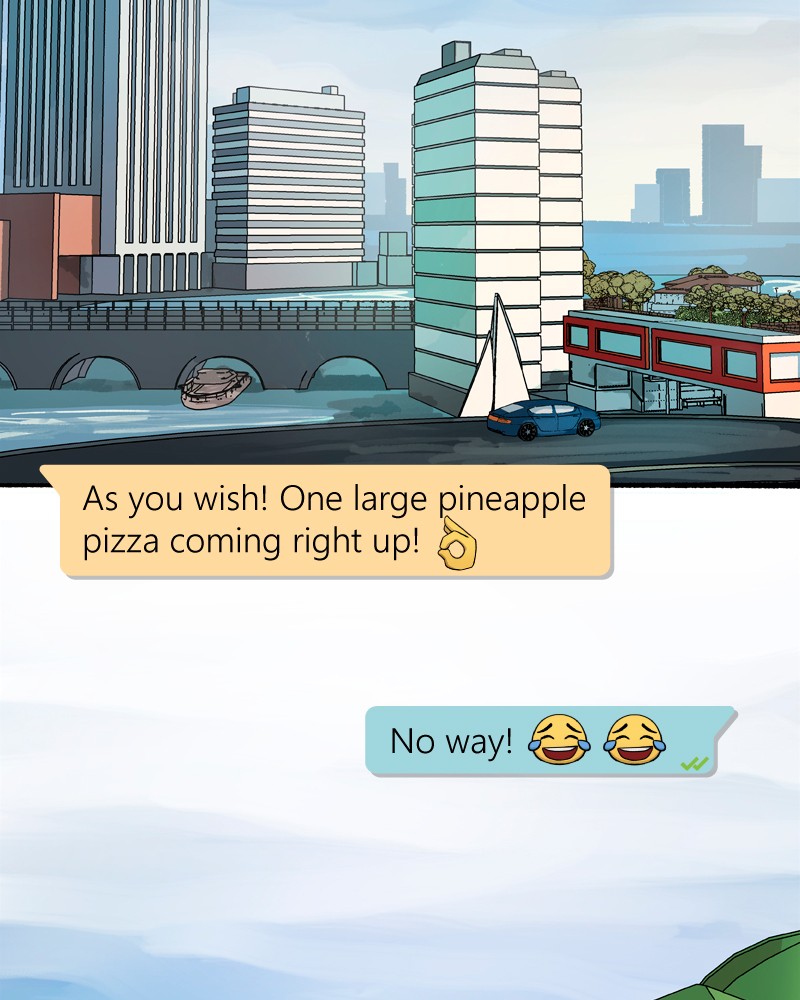 As you wish! One large pineapple
pizza coming right up! 👌
No way! 😂 😂